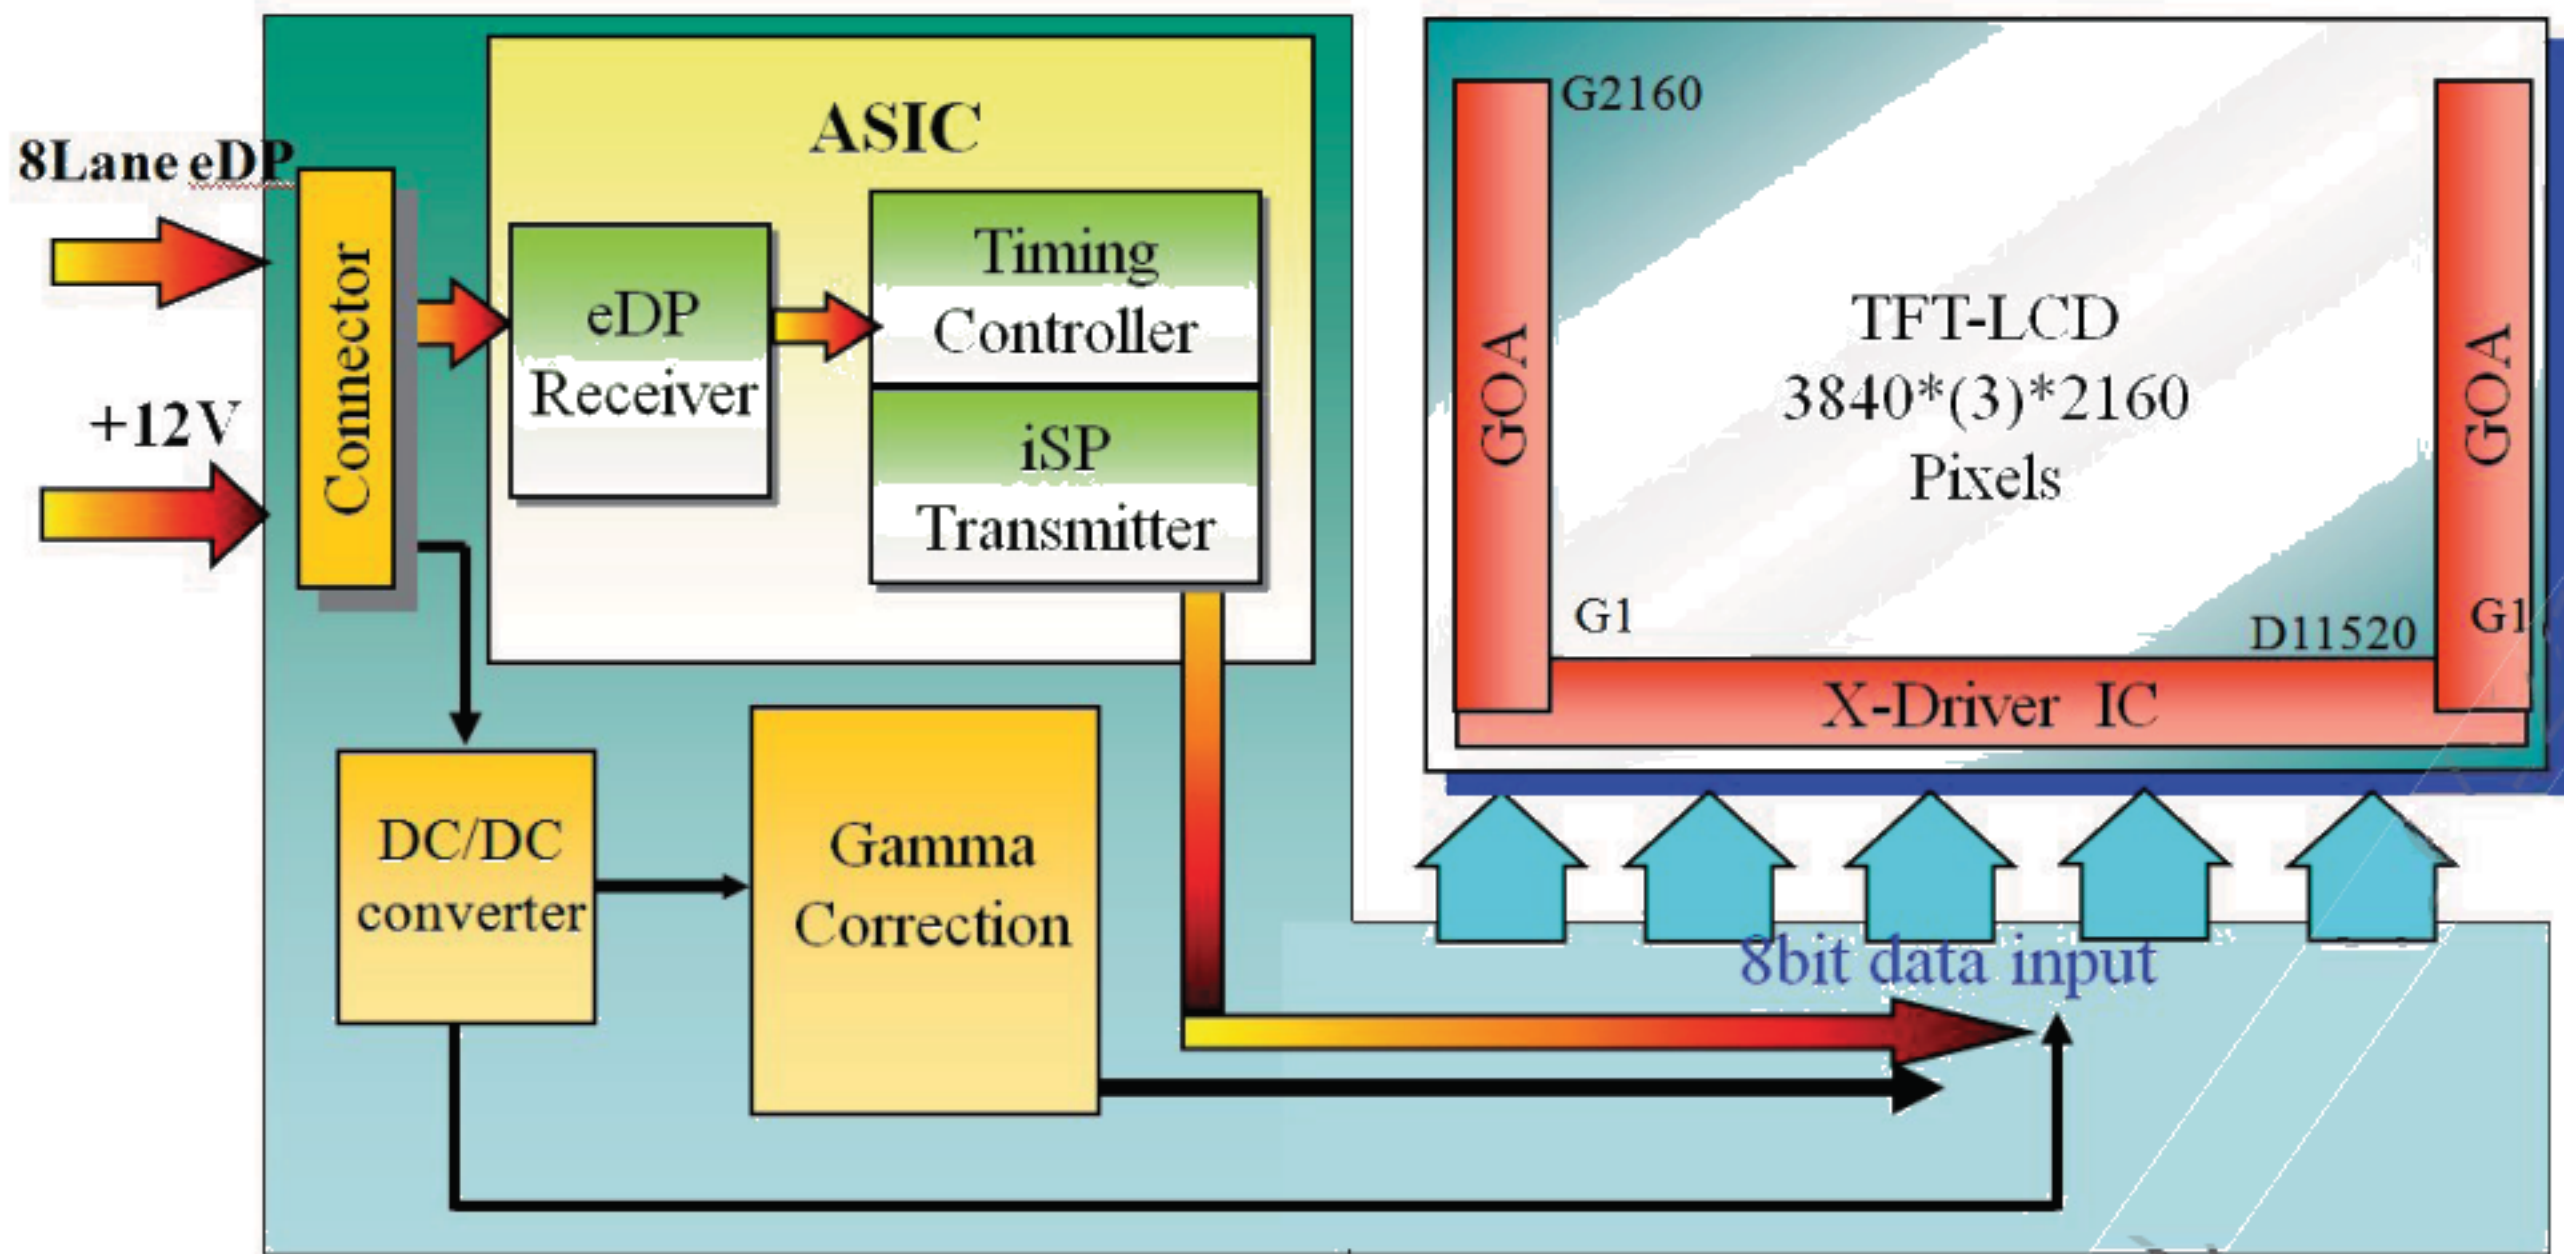 8Lane eDP
+12V
Connector
ASIC
eDP
Receiver
Timing
Controller
iSP
Transmitter
DC/DC
converter
Gamma
Correction
G2160
GOA
G1
TFT-LCD
3840*(3)*2160
Pixels
GOA
G1
D11520
X-Driver IC
8bit data input